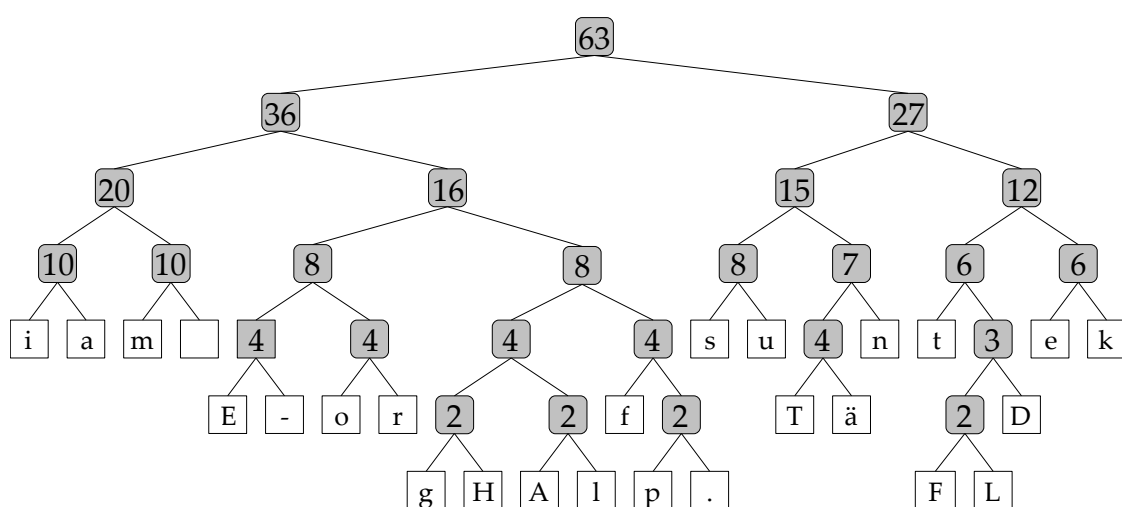 63
36 27
20 16 15 12
10 10 8 8 8 7 6 6
i a m 4 4 4 4 s u 4 n t 3 e k
E - o r 2 2 f 2 T ä 2 D
g H A l p . F L